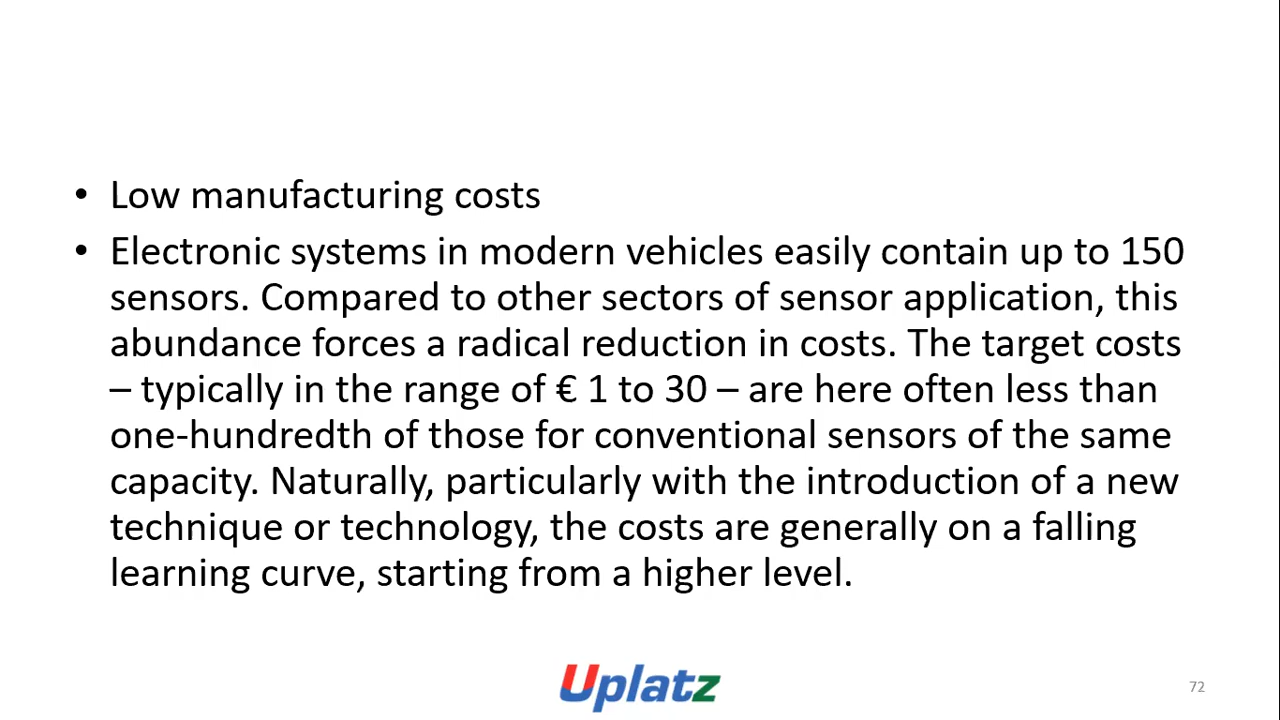 • Low manufacturing costs
• Electronic systems in modern vehicles easily contain up to 150
sensors. Compared to other sectors of sensor application, this
abundance forces a radical reduction in costs. The target costs
– typically in the range of € 1 to 30 – are here often less than
one-hundredth of those for conventional sensors of the same
capacity. Naturally, particularly with the introduction of a new
technique or technology, the costs are generally on a falling
learning curve, starting from a higher level.
Uplatz
72